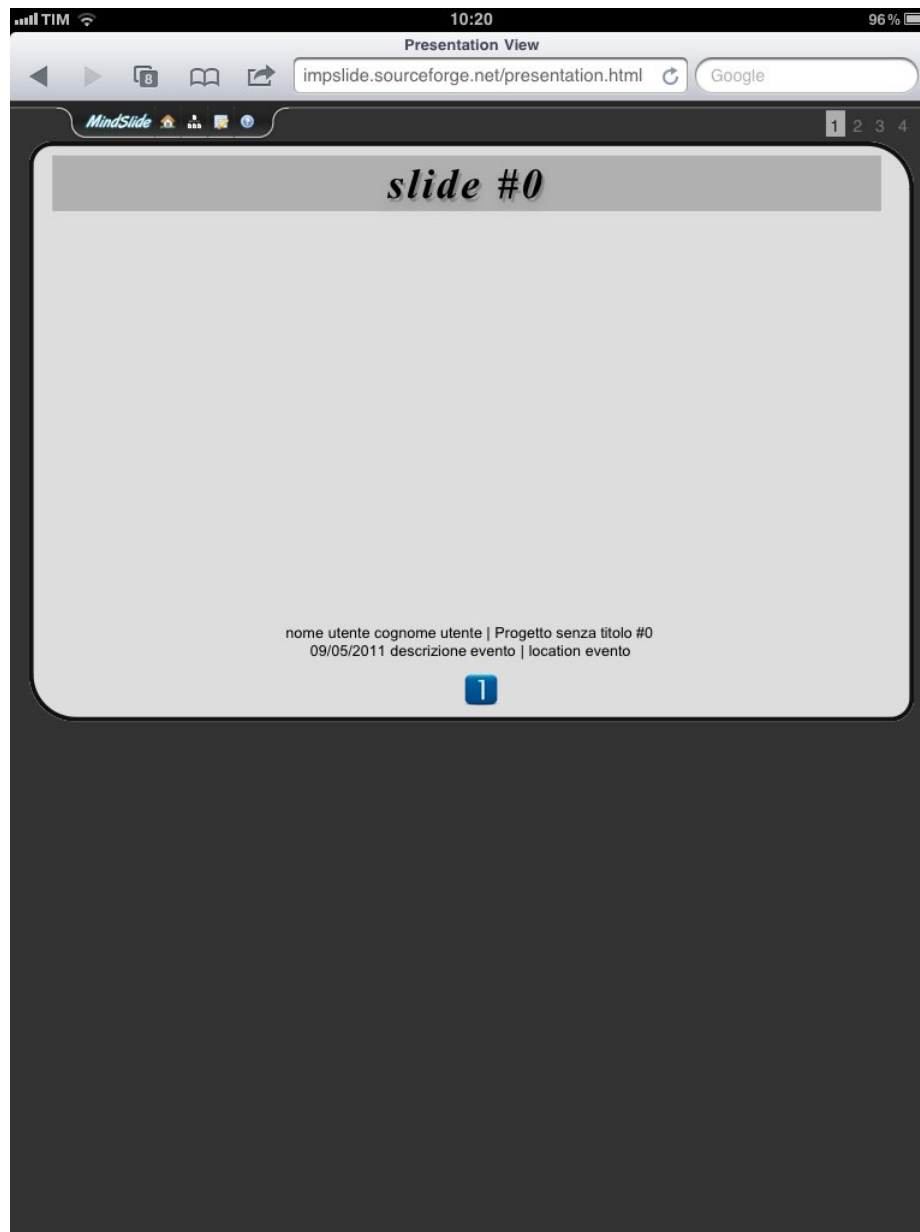 TIM 10:20 96%
Presentation View
8 impslide.sourceforge.net/presentation.html Google
MindSlide 1 2 3 4
slide #0
nome utente cognome utente | Progetto senza titolo #0
09/05/2011 descrizione evento | location evento
1